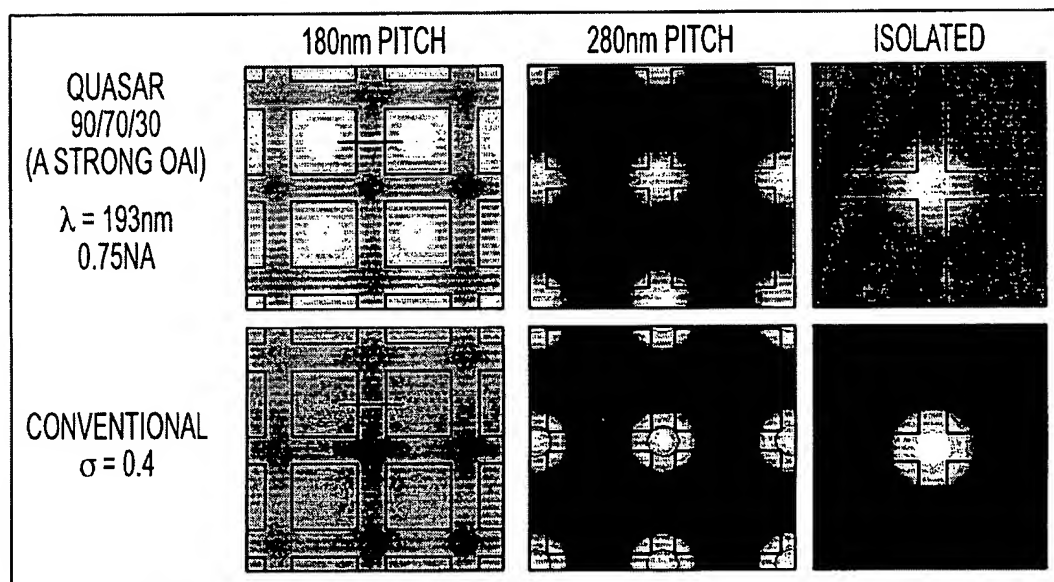 180nm PITCH
280nm PITCH
ISOLATED
QUASAR
90/70/30
(A STRONG OAI)
λ = 193nm
0.75NA
CONVENTIONAL
σ = 0.4